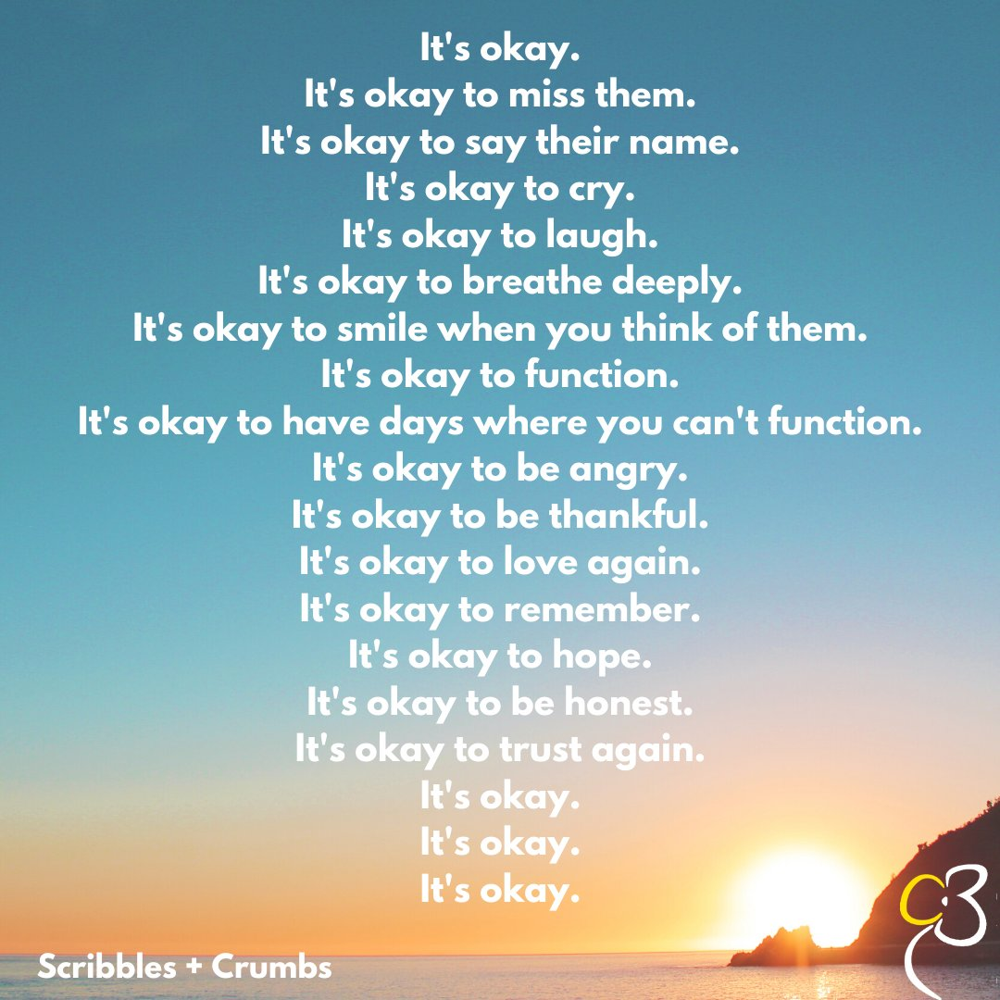 It's okay.
It's okay to miss them.
It's okay to say their name.
It's okay to cry.
It's okay to laugh.
It's okay to breathe deeply.
It's okay to smile when you think of them.
It's okay to function.
It's okay to have days where you can't function.
It's okay to be angry.
It's okay to be thankful.
It's okay to love again.
It's okay to remember.
It's okay to hope.
It's okay to be honest.
It's okay to trust again.
It's okay.
It's okay.
It's okay.
Scribbles + Crumbs